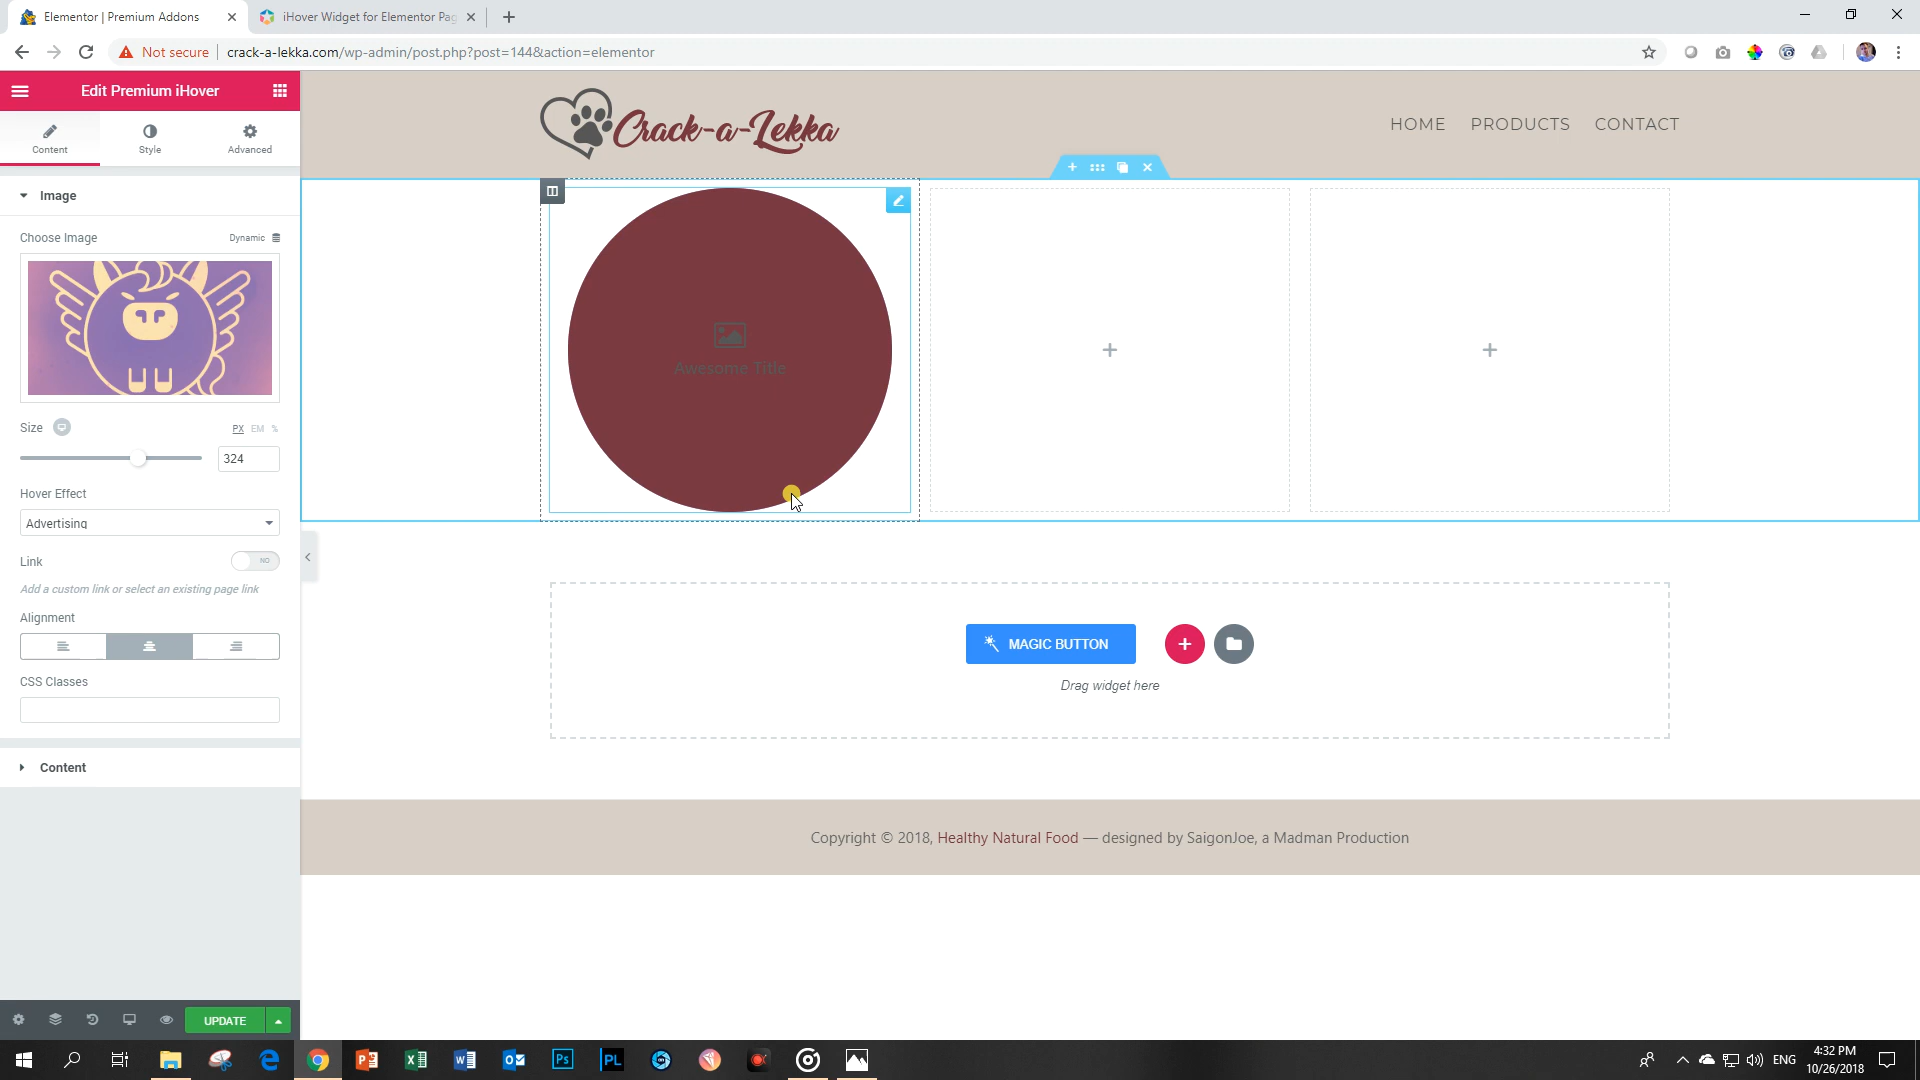 Elementor | Premium Addons
iHover Widget for Elementor Pag
Not secure
crack-a-lekka.com/wp-admin/post.php?post=144&action=elementor
Edit Premium iHover
Content
Style
Advanced
Image
Choose Image
Dynamic
Size
PX EM %
324
Hover Effect
Advertising
Link
NO
Add a custom link or select an existing page link
Alignment
CSS Classes
Content
UPDATE
Crack-a-Lekka
HOME PRODUCTS CONTACT
Awesome Title
MAGIC BUTTON
Drag widget here
Copyright © 2018, Healthy Natural Food — designed by SaigonJoe, a Madman Production
Ps
PL
ENG
4:32 PM
10/26/2018